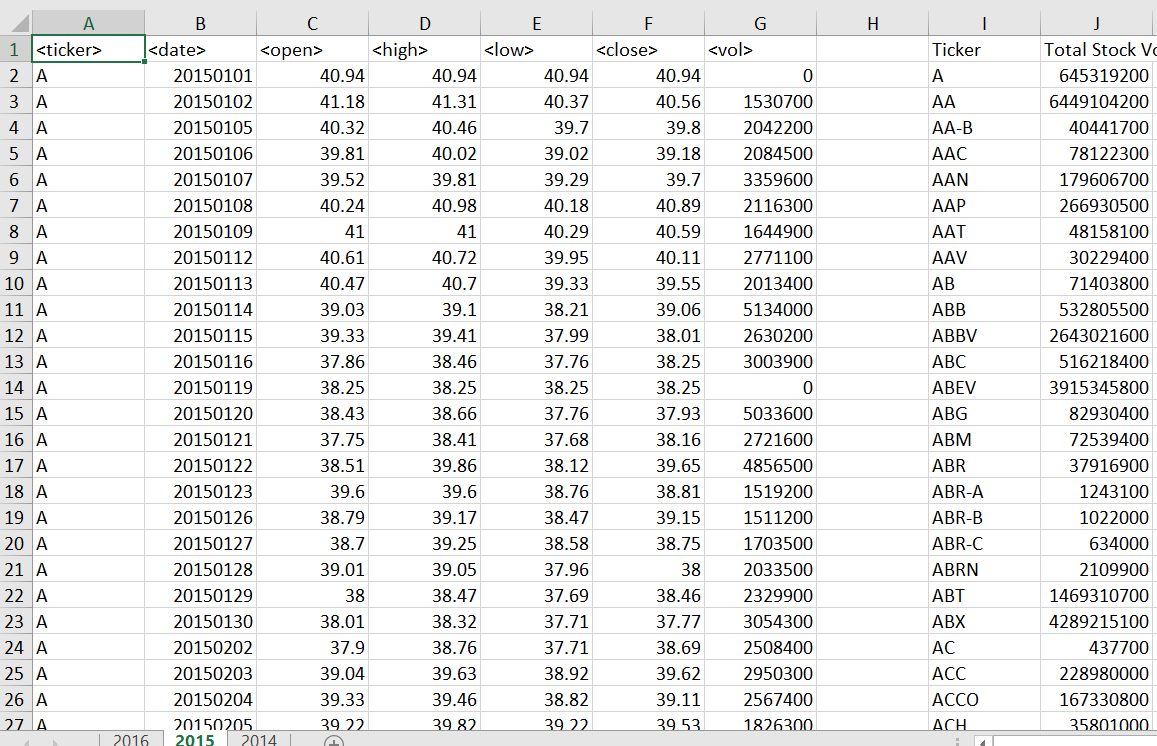 A B C D E F G H I J
1 <ticker> <date> <open> <high> <low> <close> <vol> Ticker Total Stock Vo
2 A 20150101 40.94 40.94 40.94 40.94 0 A 645319200
3 A 20150102 41.18 41.31 40.37 40.56 1530700 AA 6449104200
4 A 20150105 40.32 40.46 39.7 39.8 2042200 AA-B 40441700
5 A 20150106 39.81 40.02 39.02 39.18 2084500 AAC 78122300
6 A 20150107 39.52 39.81 39.29 39.7 3359600 AAN 179606700
7 A 20150108 40.24 40.98 40.18 40.89 2116300 AAP 266930500
8 A 20150109 41 41 40.29 40.59 1644900 AAT 48158100
9 A 20150112 40.61 40.72 39.95 40.11 2771100 AAV 30229400
10 A 20150113 40.47 40.7 39.33 39.55 2013400 AB 71403800
11 A 20150114 39.03 39.1 38.21 39.06 5134000 ABB 532805500
12 A 20150115 39.33 39.41 37.99 38.01 2630200 ABBV 2643021600
13 A 20150116 37.86 38.46 37.76 38.25 3003900 ABC 516218400
14 A 20150119 38.25 38.25 38.25 38.25 0 ABEV 3915345800
15 A 20150120 38.43 38.66 37.76 37.93 5033600 ABG 82930400
16 A 20150121 37.75 38.41 37.68 38.16 2721600 ABM 72539400
17 A 20150122 38.51 39.86 38.12 39.65 4856500 ABR 37916900
18 A 20150123 39.6 39.6 38.76 38.81 1519200 ABR-A 1243100
19 A 20150126 38.79 39.17 38.47 39.15 1511200 ABR-B 1022000
20 A 20150127 38.7 39.25 38.58 38.75 1703500 ABR-C 634000
21 A 20150128 39.01 39.05 37.96 38 2033500 ABRN 2109900
22 A 20150129 38 38.47 37.69 38.46 2329900 ABT 1469310700
23 A 20150130 38.01 38.32 37.71 37.77 3054300 ABX 4289215100
24 A 20150202 37.9 38.76 37.71 38.69 2508400 AC 437700
25 A 20150203 39.04 39.63 38.92 39.62 2950300 ACC 228980000
26 A 20150204 39.33 39.46 38.82 39.11 2567400 ACCO 167330800
27 A 20150205 39.22 39.82 39.22 39.53 1826300 ACH 35801000
2016 2015 2014